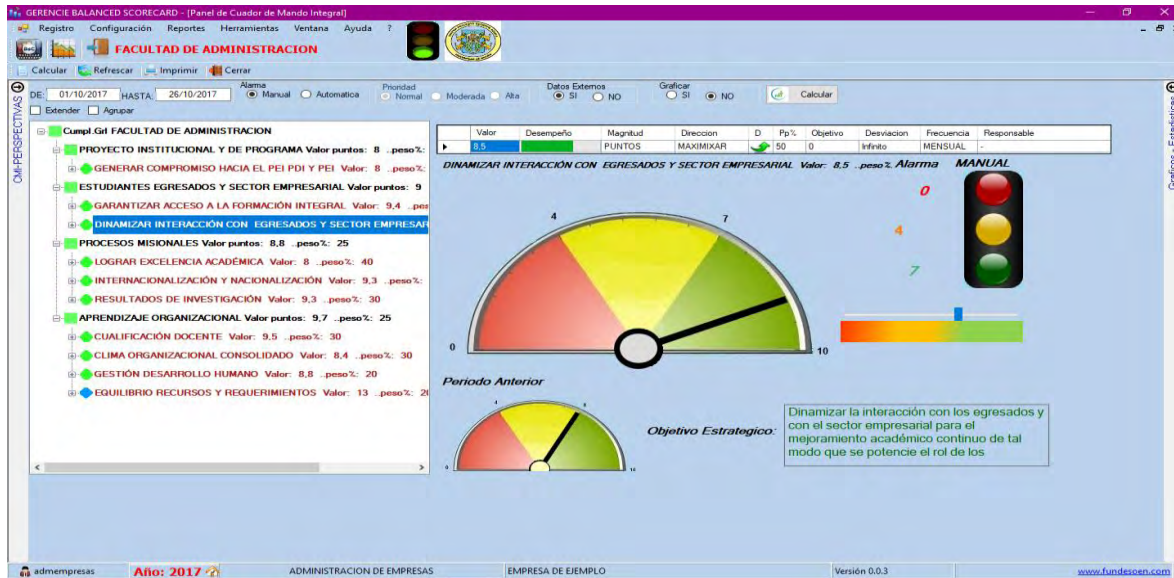 GERENCIE BALANCED SCORECARD - [Panel de Cuador de Mando Integral]
Registro Configuración Reportes Herramientas Ventana Ayuda ?
FACULTAD DE ADMINISTRACION
Calcular Refrescar Imprimir Cerrar
DE: 01/10/2017 HASTA: 26/10/2017 Alarma Manual Automatica Prioridad Normal Moderada Alta Datos Externos SI NO Graficar SI NO Calcular
Extender Agrupar
CMI-PERSPECTIVAS
Cumpl.Grl FACULTAD DE ADMINISTRACION
PROYECTO INSTITUCIONAL Y DE PROGRAMA Valor puntos: 8 ..peso%:
GENERAR COMPROMISO HACIA EL PEI PDI Y PEI Valor: 8 ..peso%:
ESTUDIANTES EGRESADOS Y SECTOR EMPRESARIAL Valor puntos: 9
GARANTIZAR ACCESO A LA FORMACIÓN INTEGRAL Valor: 9,4 ..pes
DINAMIZAR INTERACCIÓN CON EGRESADOS Y SECTOR EMPRESAR
PROCESOS MISIONALES Valor puntos: 8,8 ..peso%: 25
LOGRAR EXCELENCIA ACADÉMICA Valor: 8 ..peso%: 40
INTERNACIONALIZACIÓN Y NACIONALIZACIÓN Valor: 9,3 ..peso%:
RESULTADOS DE INVESTIGACIÓN Valor: 9,3 ..peso%: 30
APRENDIZAJE ORGANIZACIONAL Valor puntos: 9,7 ..peso%: 25
CUALIFICACIÓN DOCENTE Valor: 9,5 ..peso%: 30
CLIMA ORGANIZACIONAL CONSOLIDADO Valor: 8,4 ..peso%: 30
GESTIÓN DESARROLLO HUMANO Valor: 8,8 ..peso%: 20
EQUILIBRIO RECURSOS Y REQUERIMIENTOS Valor: 13 ..peso%: 20
Valor Desempeño Magnitud Direccion D Pp% Objetivo Desviacion Frecuencia Responsable
8,5 PUNTOS MAXIMIXAR 50 0 Infinito MENSUAL -
DINAMIZAR INTERACCIÓN CON EGRESADOS Y SECTOR EMPRESARIAL Valor: 8,5 ..peso% Alarma MANUAL
0
4
7
0
4
7
10
Periodo Anterior
Objetivo Estrategico:
Dinamizar la interacción con los egresados y
con el sector empresarial para el
mejoramiento académico continuo de tal
modo que se potencie el rol de los
Graficos - Estadisticas
admempresas Año: 2017 ADMINISTRACION DE EMPRESAS EMPRESA DE EJEMPLO Versión 0.0.3 www.fundesoen.com